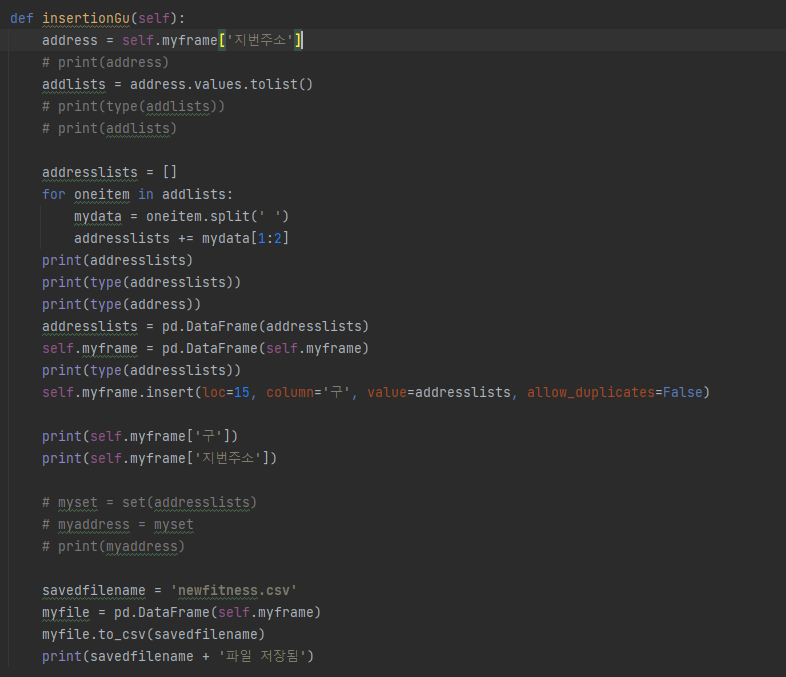 def insertionGu(self):
address = self.myframe['지번주소']
# print(address)
addlists = address.values.tolist()
# print(type(addlists))
# print(addlists)
addresslists = []
for oneitem in addlists:
mydata = oneitem.split(' ')
addresslists += mydata[1:2]
print(addresslists)
print(type(addresslists))
print(type(address))
addresslists = pd.DataFrame(addresslists)
self.myframe = pd.DataFrame(self.myframe)
print(type(addresslists))
self.myframe.insert(loc=15, column='구', value=addresslists, allow_duplicates=False)
print(self.myframe['구'])
print(self.myframe['지번주소'])
# myset = set(addresslists)
# myaddress = myset
# print(myaddress)
savedfilename = 'newfitness.csv'
myfile = pd.DataFrame(self.myframe)
myfile.to_csv(savedfilename)
print(savedfilename + '파일 저장됨')